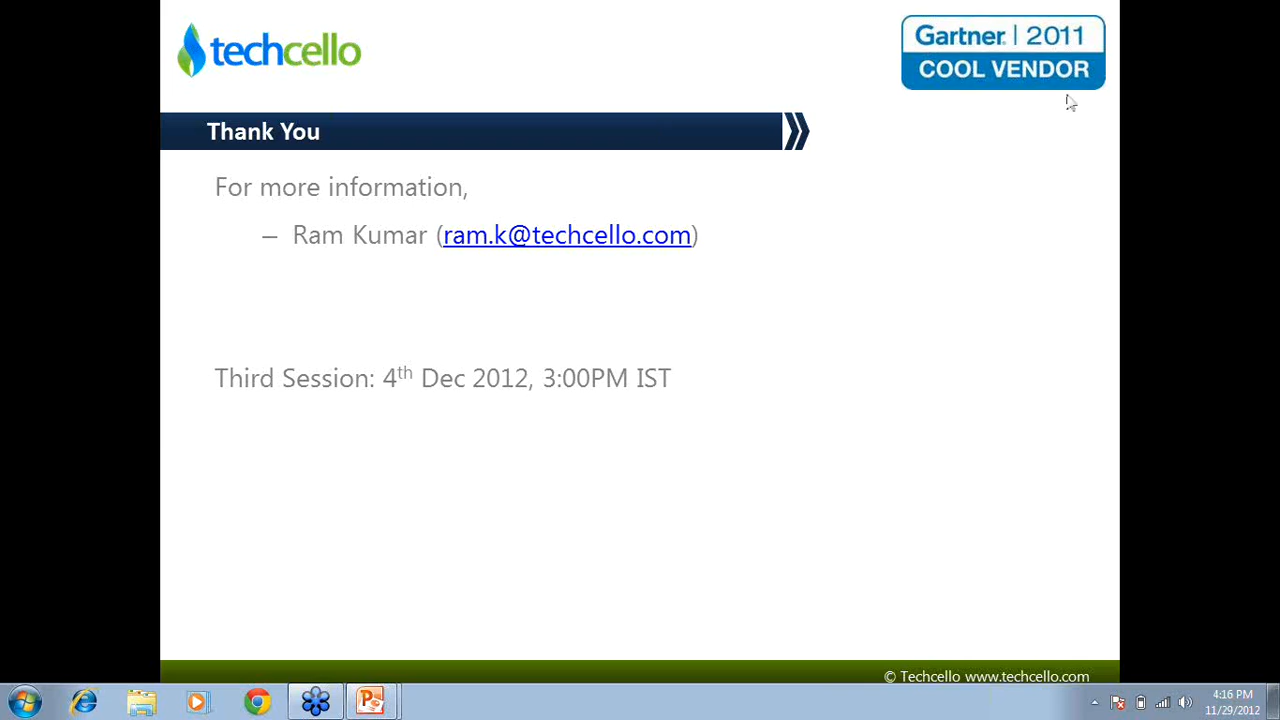 techcello
Gartner. | 2011
COOL VENDOR
Thank You
For more information,
– Ram Kumar (ram.k@techcello.com)
Third Session: 4th Dec 2012, 3:00PM IST
© Techcello www.techcello.com
4:16 PM
11/29/2012